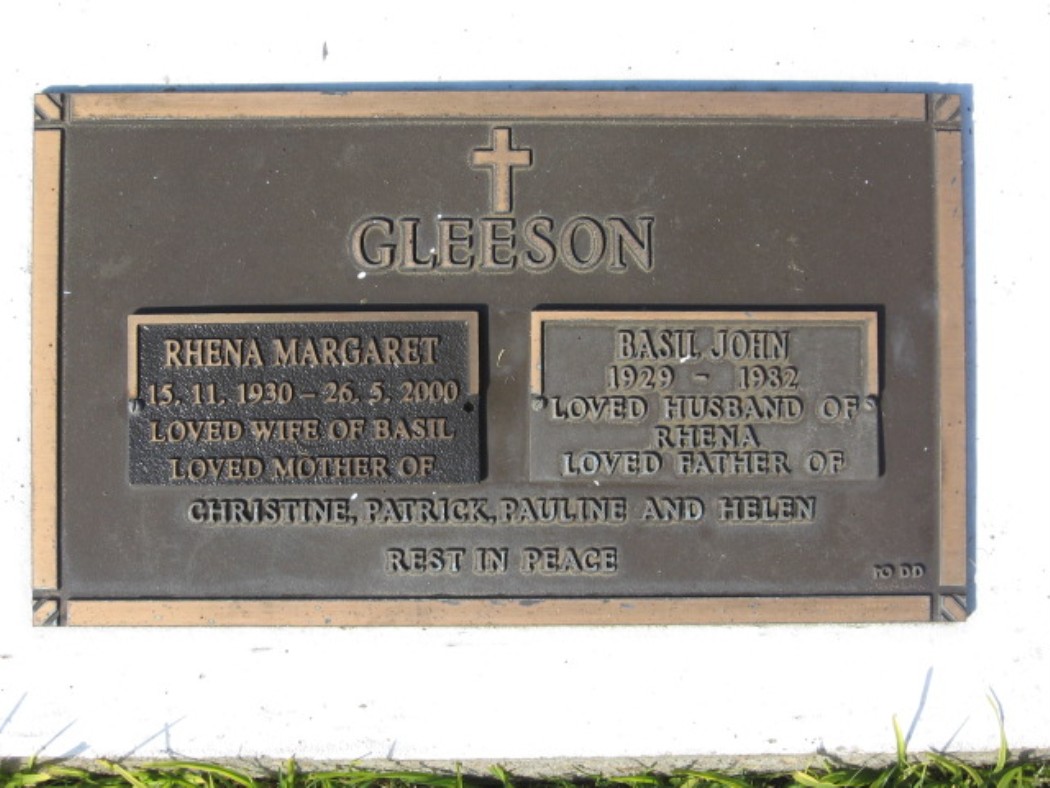 GLEESON
RHENA MARGARET
15. 11. 1930 – 26. 5. 2000
LOVED WIFE OF BASIL
LOVED MOTHER OF
BASIL JOHN
1929 - 1982
LOVED HUSBAND OF
RHENA
LOVED FATHER OF
CHRISTINE, PATRICK, PAULINE AND HELEN
REST IN PEACE